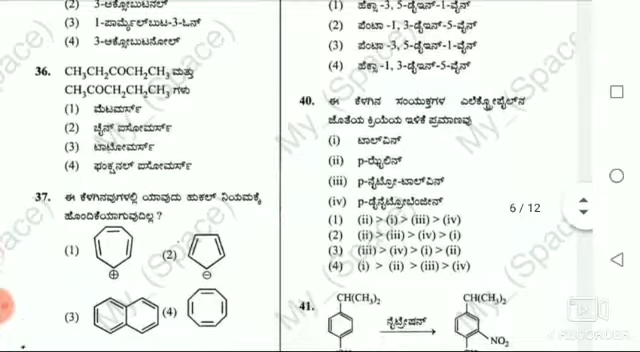 (2) 3-ಆಕ್ಸೋಬುಟನಲ್
(3) 1-ಪಾರ್ಮೈಲ್‌ಬುಟ-3-ಓನ್
(4) 3-ಆಕ್ಸೋಬುಟನೋಲ್
36. CH₃CH₂COCH₂CH₃ ಮತ್ತು
CH₃COCH₂CH₂CH₃ ಗಳು
(1) ಮೆಟಮರ್ಸ್
(2) ಚೈನ್ ಐಸೋಮರ್ಸ್
(3) ಟಾಟೋಮರ್ಸ್
(4) ಫಂಕ್ಷನಲ್ ಐಸೋಮರ್ಸ್
37. ಈ ಕೆಳಗಿನವುಗಳಲ್ಲಿ ಯಾವುದು ಹುಕಲ್ ನಿಯಮಕ್ಕೆ
ಹೊಂದಿಕೆಯಾಗುವುದಿಲ್ಲ ?
(1) ⊕ (2) ⊖
(3) (4)
(1) ಹೆಕ್ಸಾ -3, 5-ಡೈಇನ್-1-ವೈನ್
(2) ಪೆಂಟಾ -1, 3-ಡೈಇನ್-5-ವೈನ್
(3) ಪೆಂಟಾ -3, 5-ಡೈಇನ್-1-ವೈನ್
(4) ಹೆಕ್ಸಾ -1, 3-ಡೈಇನ್-5-ವೈನ್
40. ಈ ಕೆಳಗಿನ ಸಂಯುಕ್ತಗಳ ಎಲೆಕ್ಟ್ರೋಫೈಲ್‌ನ
ಜೊತೆಯ ಕ್ರಿಯೆಯ ಇಳಿಕೆ ಪ್ರಮಾಣವು
(i) ಟಾಲ್‌ವಿನ್
(ii) p-ಝೈಲಿನ್
(iii) p-ನೈಟ್ರೋ-ಟಾಲ್‌ವಿನ್
(iv) p-ಡೈನೈಟ್ರೋಬೆಂಜೀನ್
(1) (ii) > (i) > (iii) > (iv)
(2) (ii) > (iii) > (iv) > (i)
(3) (iii) > (iv) > (i) > (ii)
(4) (i) > (ii) > (iii) > (iv)
41. CH(CH₃)₂ ನೈಟ್ರೇಷನ್ CH(CH₃)₂
NO₂
6 / 12
My_(Space)
RECORDER